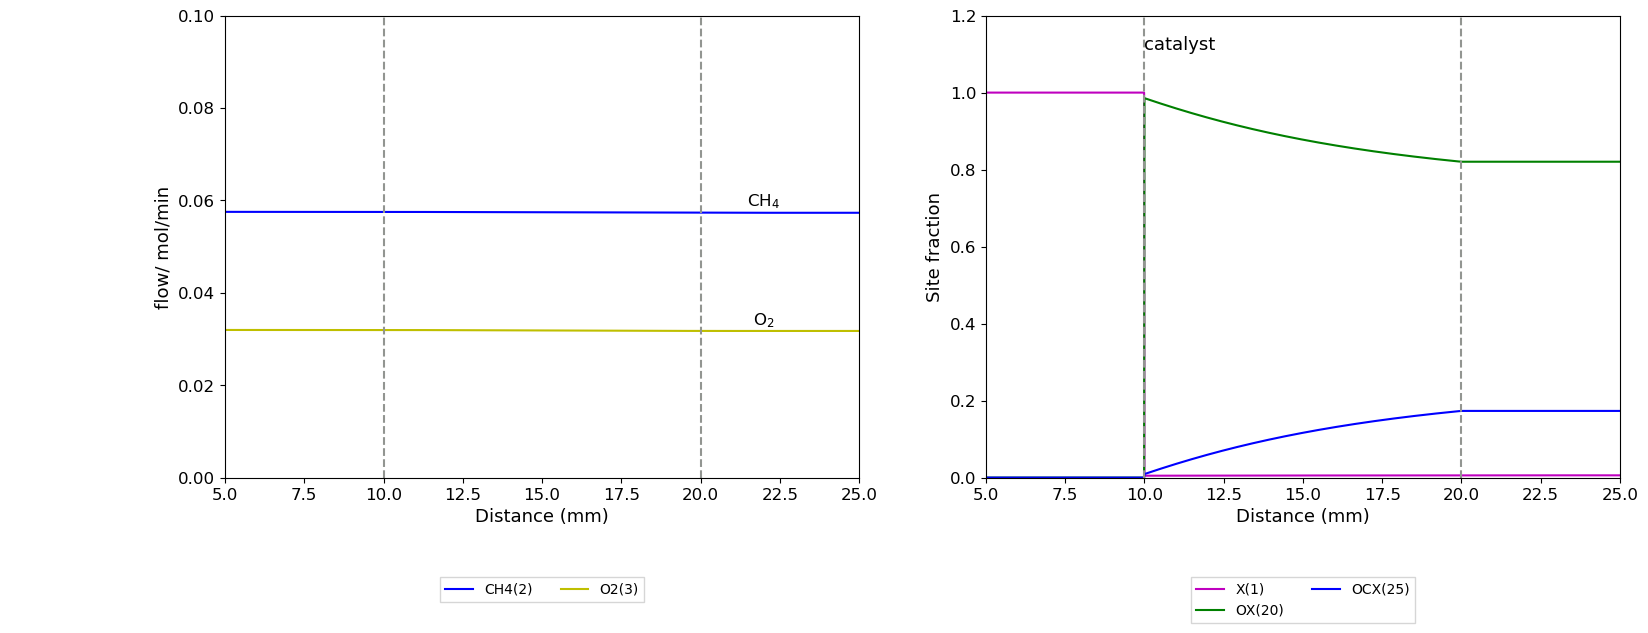 0.10
0.08
0.06
0.04
0.02
0.00
flow/ mol/min
CH4
O2
5.0 7.5 10.0 12.5 15.0 17.5 20.0 22.5 25.0
Distance (mm)
CH4(2) O2(3)
1.2
1.0
0.8
0.6
0.4
0.2
0.0
Site fraction
catalyst
5.0 7.5 10.0 12.5 15.0 17.5 20.0 22.5 25.0
Distance (mm)
X(1) OCX(25)
OX(20)